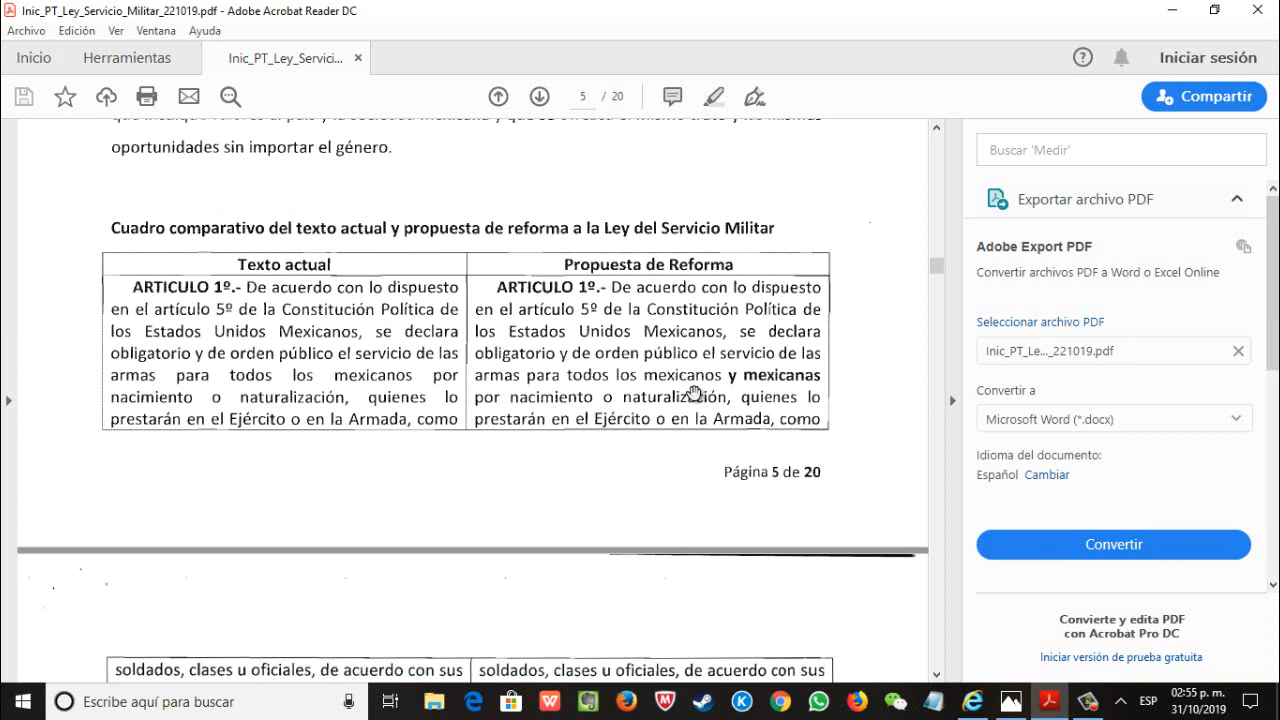 Inic_PT_Ley_Servicio_Militar_221019.pdf - Adobe Acrobat Reader DC
Archivo Edición Ver Ventana Ayuda
Inicio Herramientas Inic_PT_Ley_Servici... Iniciar sesión
5 / 20 Compartir
oportunidades sin importar el género.
Cuadro comparativo del texto actual y propuesta de reforma a la Ley del Servicio Militar
Texto actual
ARTICULO 1º.- De acuerdo con lo dispuesto
en el artículo 5º de la Constitución Política de
los Estados Unidos Mexicanos, se declara
obligatorio y de orden público el servicio de las
armas para todos los mexicanos por
nacimiento o naturalización, quienes lo
prestarán en el Ejército o en la Armada, como
Propuesta de Reforma
ARTICULO 1º.- De acuerdo con lo dispuesto
en el artículo 5º de la Constitución Política de
los Estados Unidos Mexicanos, se declara
obligatorio y de orden público el servicio de las
armas para todos los mexicanos y mexicanas
por nacimiento o naturalización, quienes lo
prestarán en el Ejército o en la Armada, como
Página 5 de 20
soldados, clases u oficiales, de acuerdo con sus
soldados, clases u oficiales, de acuerdo con sus
Buscar 'Medir'
Exportar archivo PDF
Adobe Export PDF
Convertir archivos PDF a Word o Excel Online
Seleccionar archivo PDF
Inic_PT_Le..._221019.pdf
Convertir a
Microsoft Word (*.docx)
Idioma del documento:
Español Cambiar
Convertir
Convierte y edita PDF
con Acrobat Pro DC
Iniciar versión de prueba gratuita
Escribe aquí para buscar
ESP
02:55 p. m.
31/10/2019